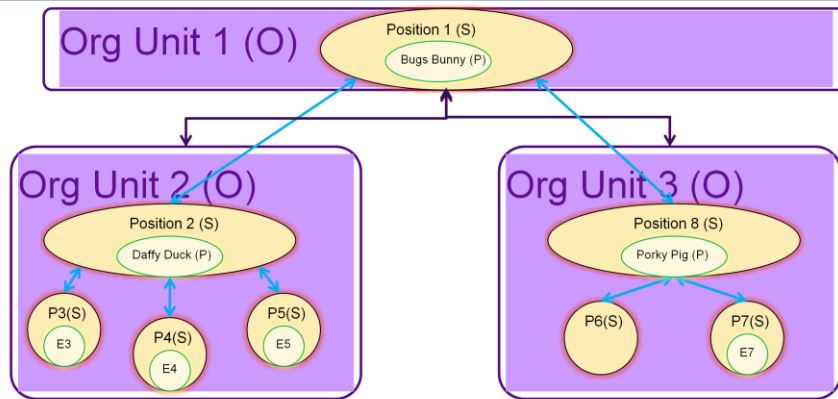 Org Unit 1 (O)
Position 1 (S)
Bugs Bunny (P)
Org Unit 2 (O)
Position 2 (S)
Daffy Duck (P)
P3(S)
E3
P4(S)
E4
P5(S)
E5
Org Unit 3 (O)
Position 8 (S)
Porky Pig (P)
P6(S)
P7(S)
E7